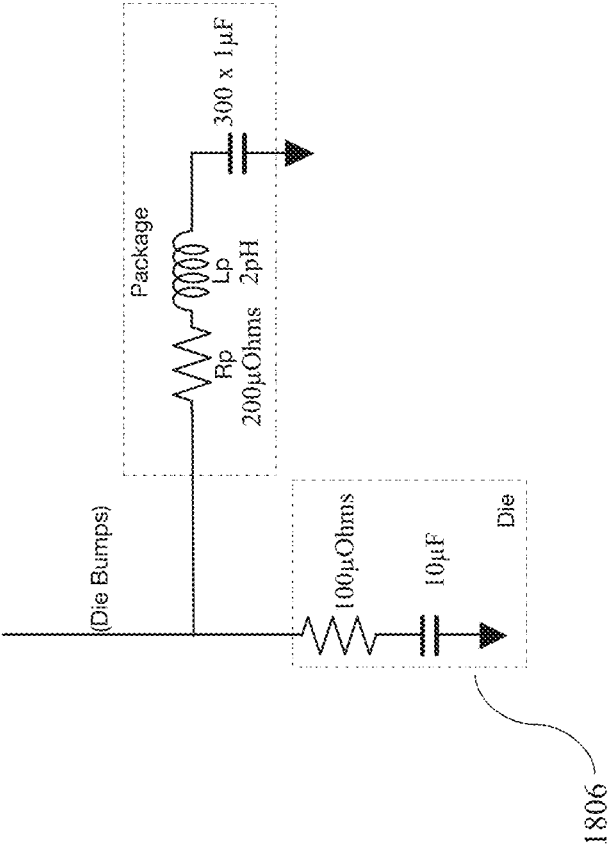 (Die Bumps)
Package
Rp
200μOhms
Lp
2pH
300 x 1μF
100μOhms
10μF
Die
1806